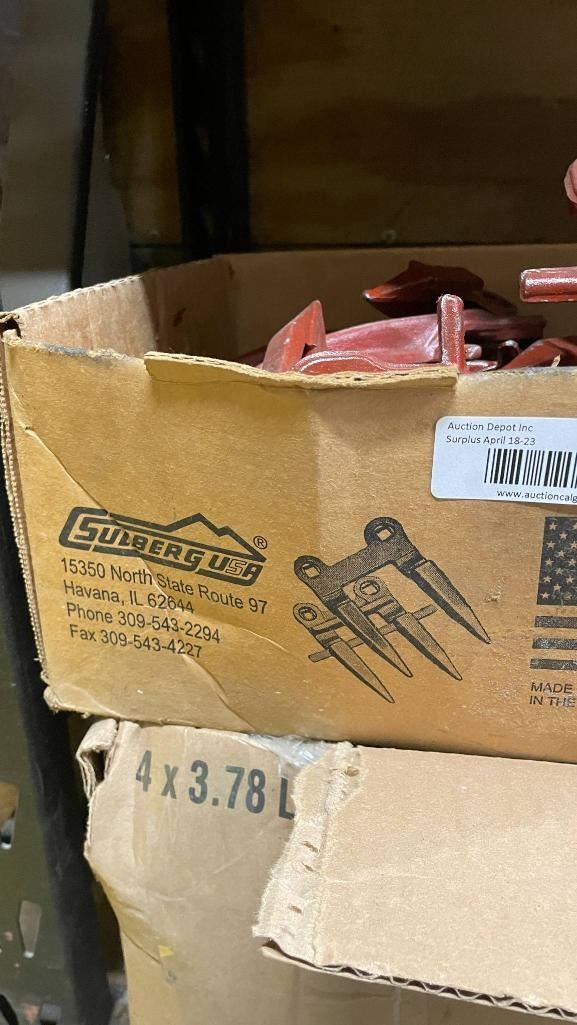 Auction Depot Inc
Surplus April 18-23
www.auctioncalg
SULBERG USA ®
15350 North State Route 97
Havana, IL 62644
Phone 309-543-2294
Fax 309-543-4227
MADE
IN THE
4 x 3.78 L